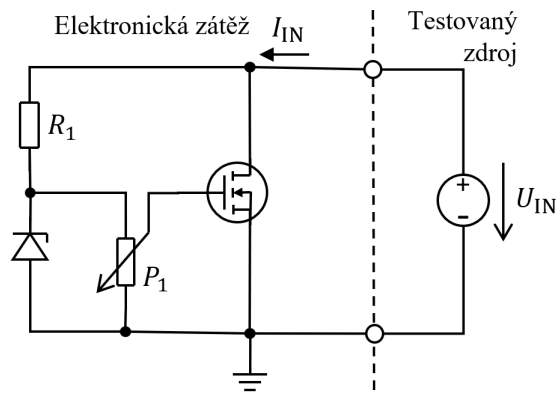 Elektronická zátěž
Testovaný
zdroj
I_IN
R_1
P_1
+
-
U_IN